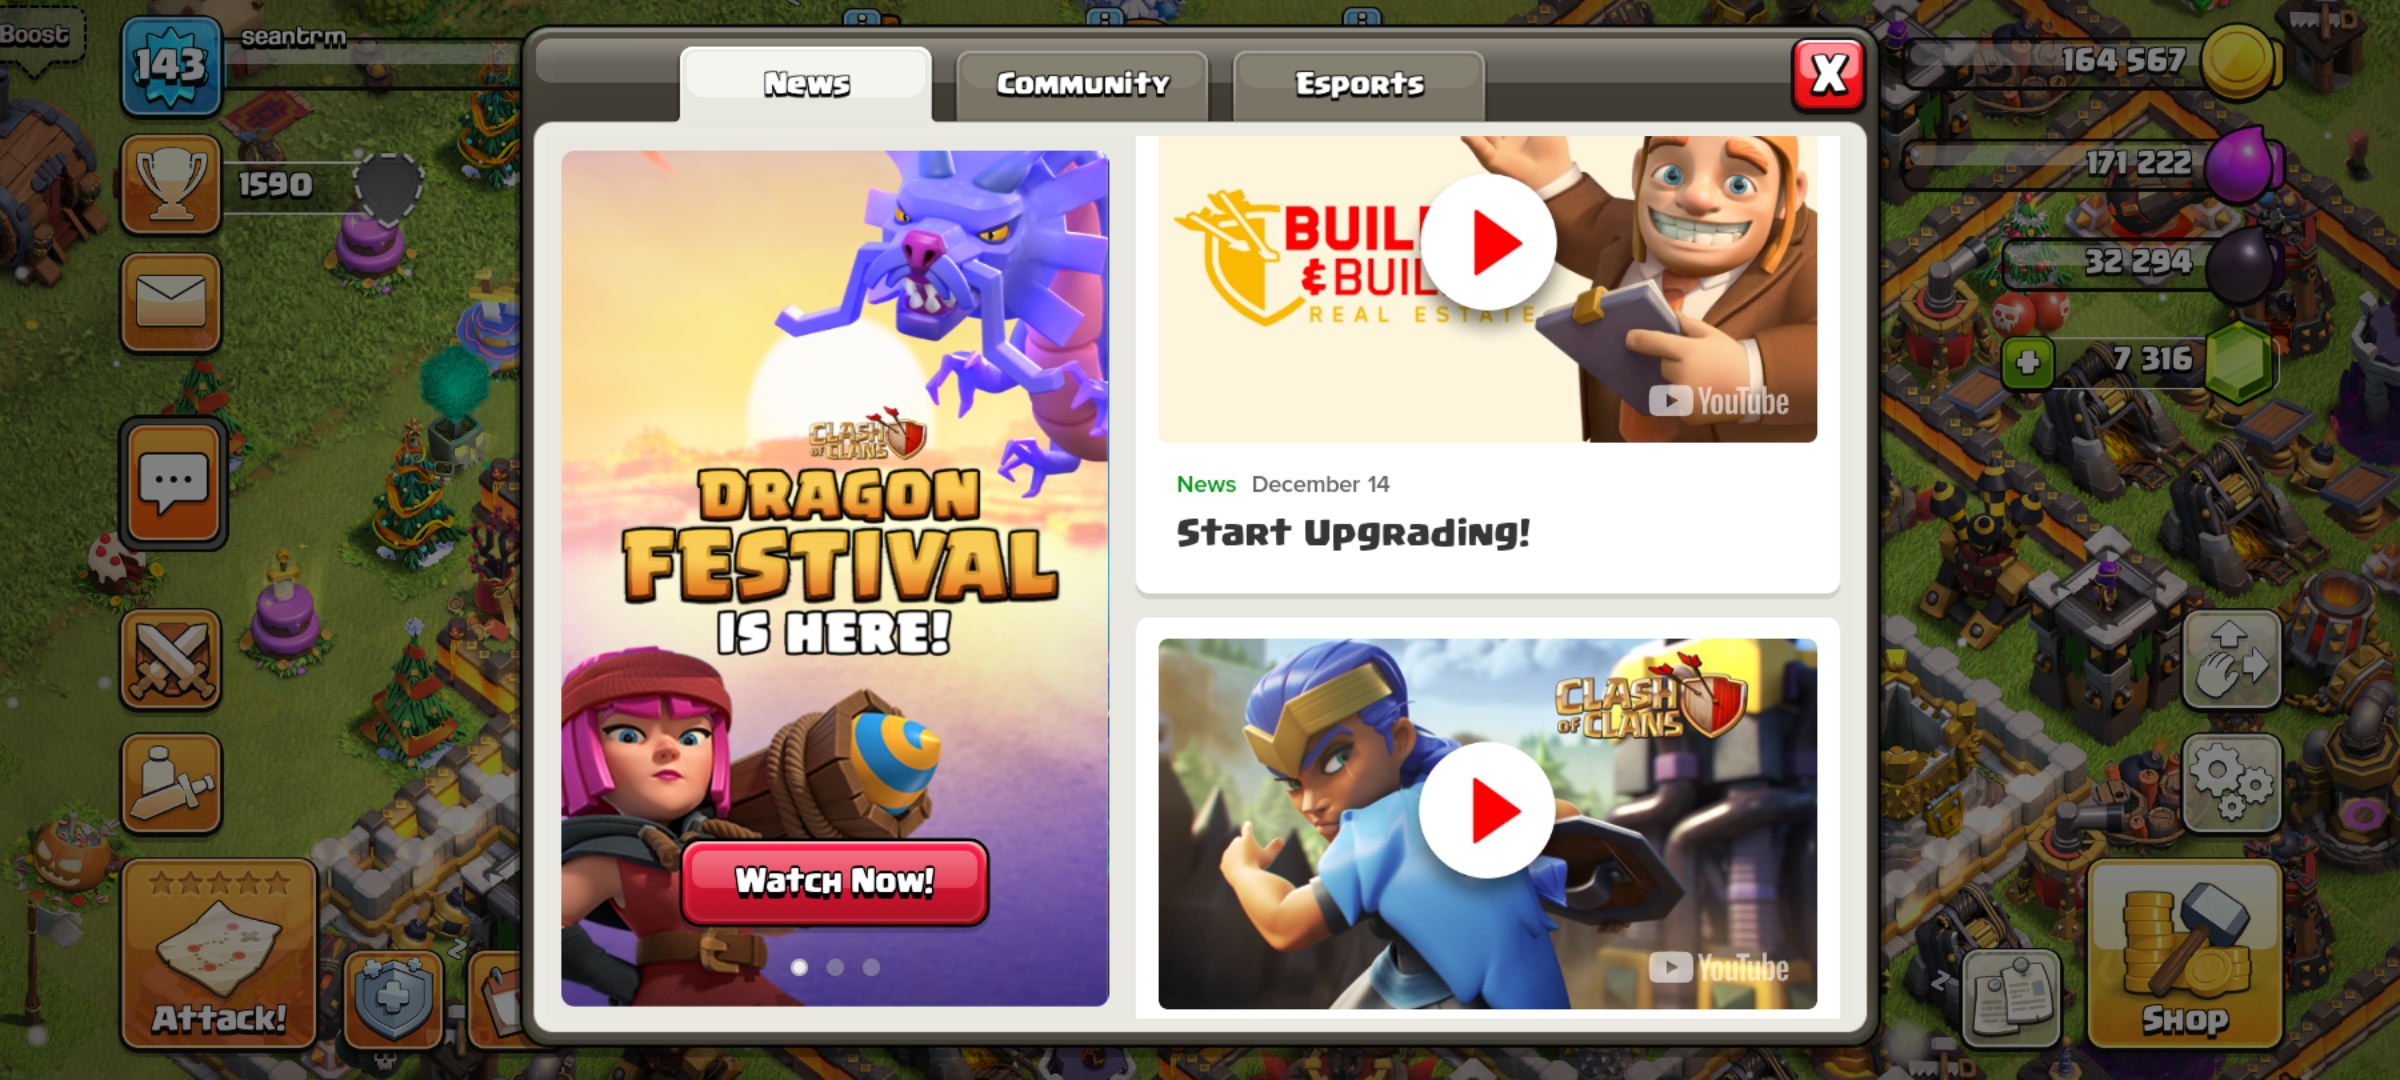 Boost
143
seantrm
1590
Attack!
News
Community
Esports
X
CLASH
OF CLANS
DRAGON
FESTIVAL
IS HERE!
Watch Now!
BUIL
& BUIL
REAL ESTATE
YouTube
News December 14
Start Upgrading!
CLASH
OF CLANS
YouTube
164 567
171 222
32 294
7 316
Z
Z
Shop